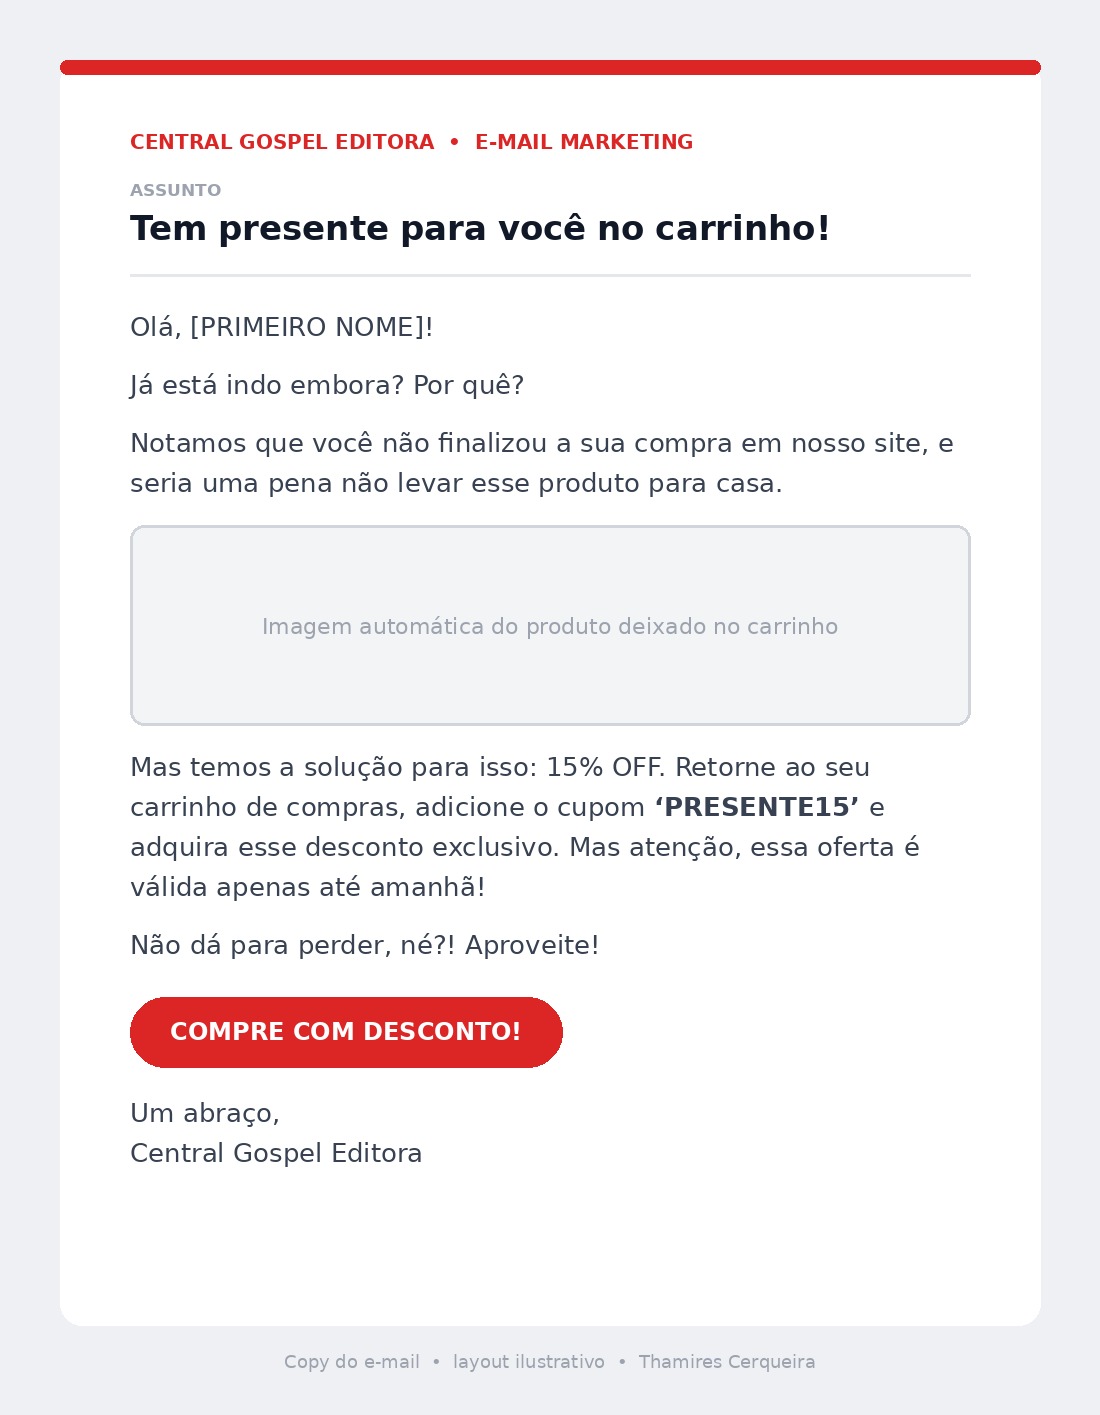 CENTRAL GOSPEL EDITORA • E-MAIL MARKETING
ASSUNTO
Tem presente para você no carrinho!
Olá, [PRIMEIRO NOME]!
Já está indo embora? Por quê?
Notamos que você não finalizou a sua compra em nosso site, e
seria uma pena não levar esse produto para casa.
Imagem automática do produto deixado no carrinho
Mas temos a solução para isso: 15% OFF. Retorne ao seu
carrinho de compras, adicione o cupom ‘PRESENTE15’ e
adquira esse desconto exclusivo. Mas atenção, essa oferta é
válida apenas até amanhã!
Não dá para perder, né?! Aproveite!
COMPRE COM DESCONTO!
Um abraço,
Central Gospel Editora
Copy do e-mail • layout ilustrativo • Thamires Cerqueira